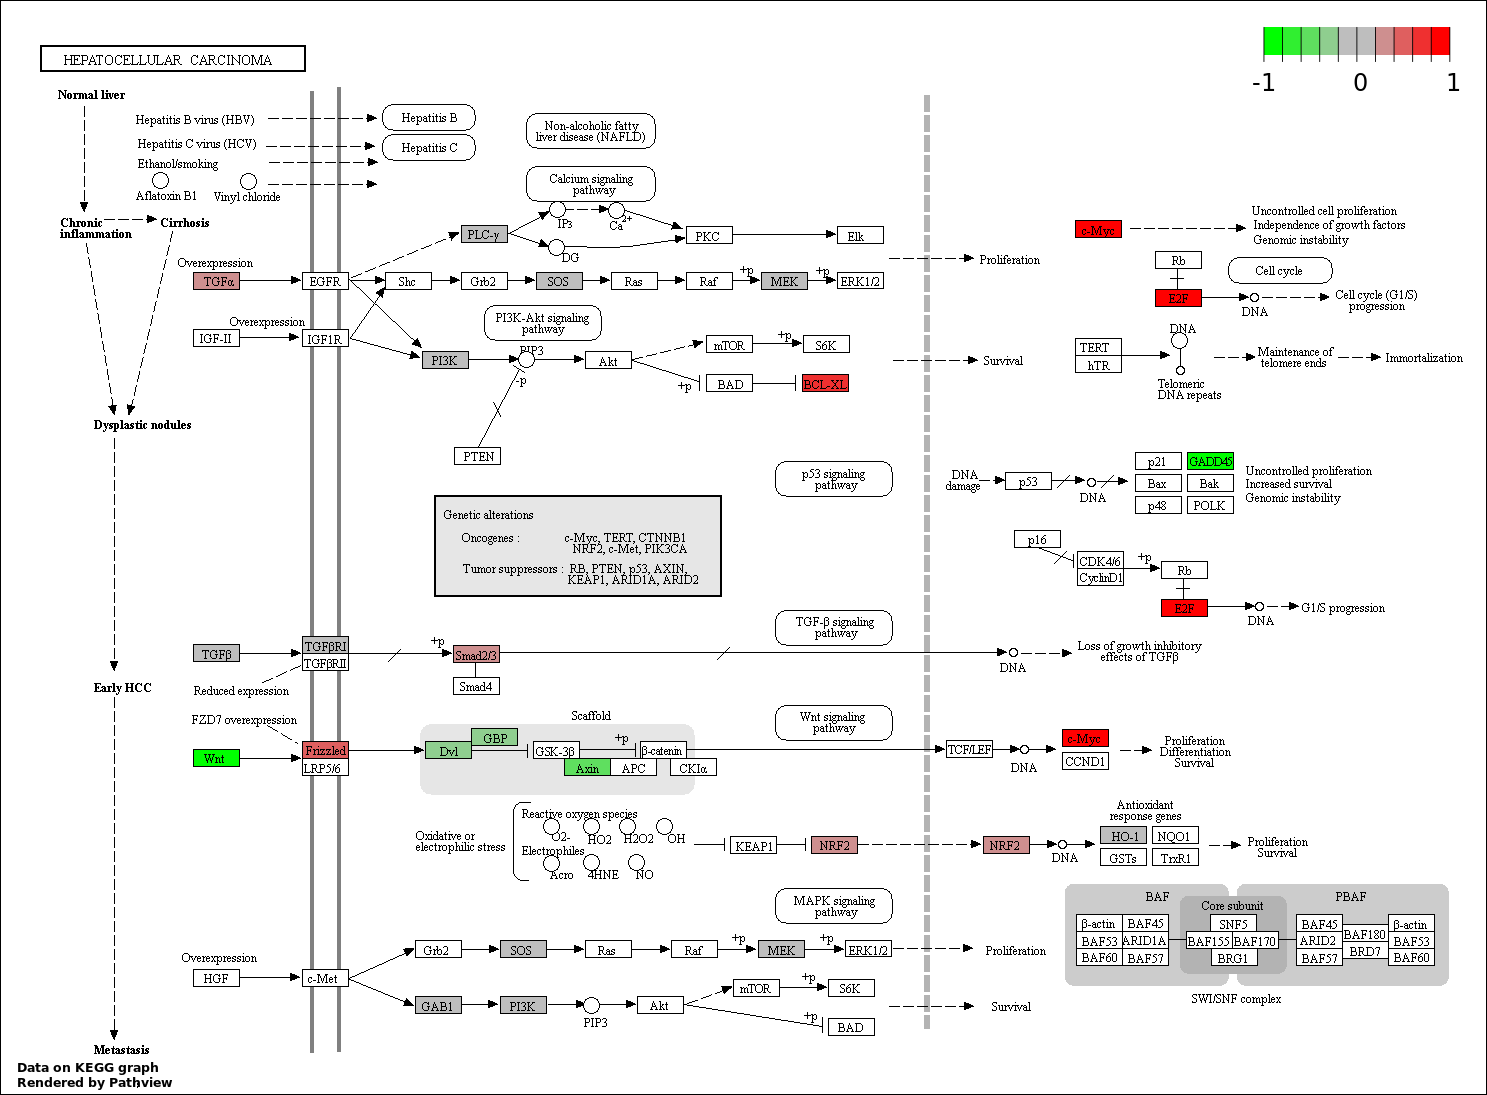 HEPATOCELLULAR CARCINOMA
-1 0 1
Normal liver
Hepatitis B virus (HBV)
Hepatitis B
Hepatitis C virus (HCV)
Hepatitis C
Ethanol/smoking
Aflatoxin B1
Vinyl chloride
Non-alcoholic fatty
liver disease (NAFLD)
Calcium signaling
pathway
Chronic
inflammation
Cirrhosis
PLC-γ
IP3
Ca2+
DG
PKC
Elk
Overexpression
TGFα
EGFR
Shc
Grb2
SOS
Ras
Raf
+p
MEK
+p
ERK1/2
Proliferation
Overexpression
IGF-II
IGF1R
PI3K-Akt signaling
pathway
PI3K
PIP3
-p
Akt
mTOR
+p
S6K
+p
BAD
BCL-XL
Survival
PTEN
c-Myc
Uncontrolled cell proliferation
Independence of growth factors
Genomic instability
Rb
E2F
DNA
Cell cycle
Cell cycle (G1/S)
progression
TERT
hTR
DNA
Telomeric
DNA repeats
Maintenance of
telomere ends
Immortalization
Dysplastic nodules
p53 signaling
pathway
DNA
damage
p53
DNA
p21
GADD45
Bax
Bak
p48
POLK
Uncontrolled proliferation
Increased survival
Genomic instability
Genetic alterations
Oncogenes : c-Myc, TERT, CTNNB1
NRF2, c-Met, PIK3CA
Tumor suppressors : RB, PTEN, p53, AXIN,
KEAP1, ARID1A, ARID2
p16
CDK4/6
CyclinD1
+p
Rb
E2F
DNA
G1/S progression
TGF-β signaling
pathway
TGFβ
TGFβRI
TGFβRII
Reduced expression
+p
Smad2/3
Smad4
DNA
Loss of growth inhibitory
effects of TGFβ
Early HCC
FZD7 overexpression
Wnt
Frizzled
LRP5/6
Scaffold
Dvl
GBP
GSK-3β
+p
β-catenin
Axin
APC
CKIα
Wnt signaling
pathway
TCF/LEF
DNA
c-Myc
CCND1
Proliferation
Differentiation
Survival
Oxidative or
electrophilic stress
Reactive oxygen species
O2-
HO2
H2O2
OH
Electrophiles
Acro
4HNE
NO
KEAP1
NRF2
NRF2
DNA
Antioxidant
response genes
HO-1
NQO1
GSTs
TrxR1
Proliferation
Survival
MAPK signaling
pathway
Overexpression
HGF
c-Met
Grb2
SOS
Ras
Raf
+p
MEK
+p
ERK1/2
Proliferation
GAB1
PI3K
PIP3
Akt
mTOR
+p
S6K
+p
BAD
Survival
BAF
PBAF
Core subunit
β-actin
BAF45
SNF5
BAF45
β-actin
BAF53
ARID1A
BAF155
BAF170
ARID2
BAF180
BAF53
BAF60
BAF57
BRG1
BAF57
BRD7
BAF60
SWI/SNF complex
Metastasis
Data on KEGG graph
Rendered by Pathview